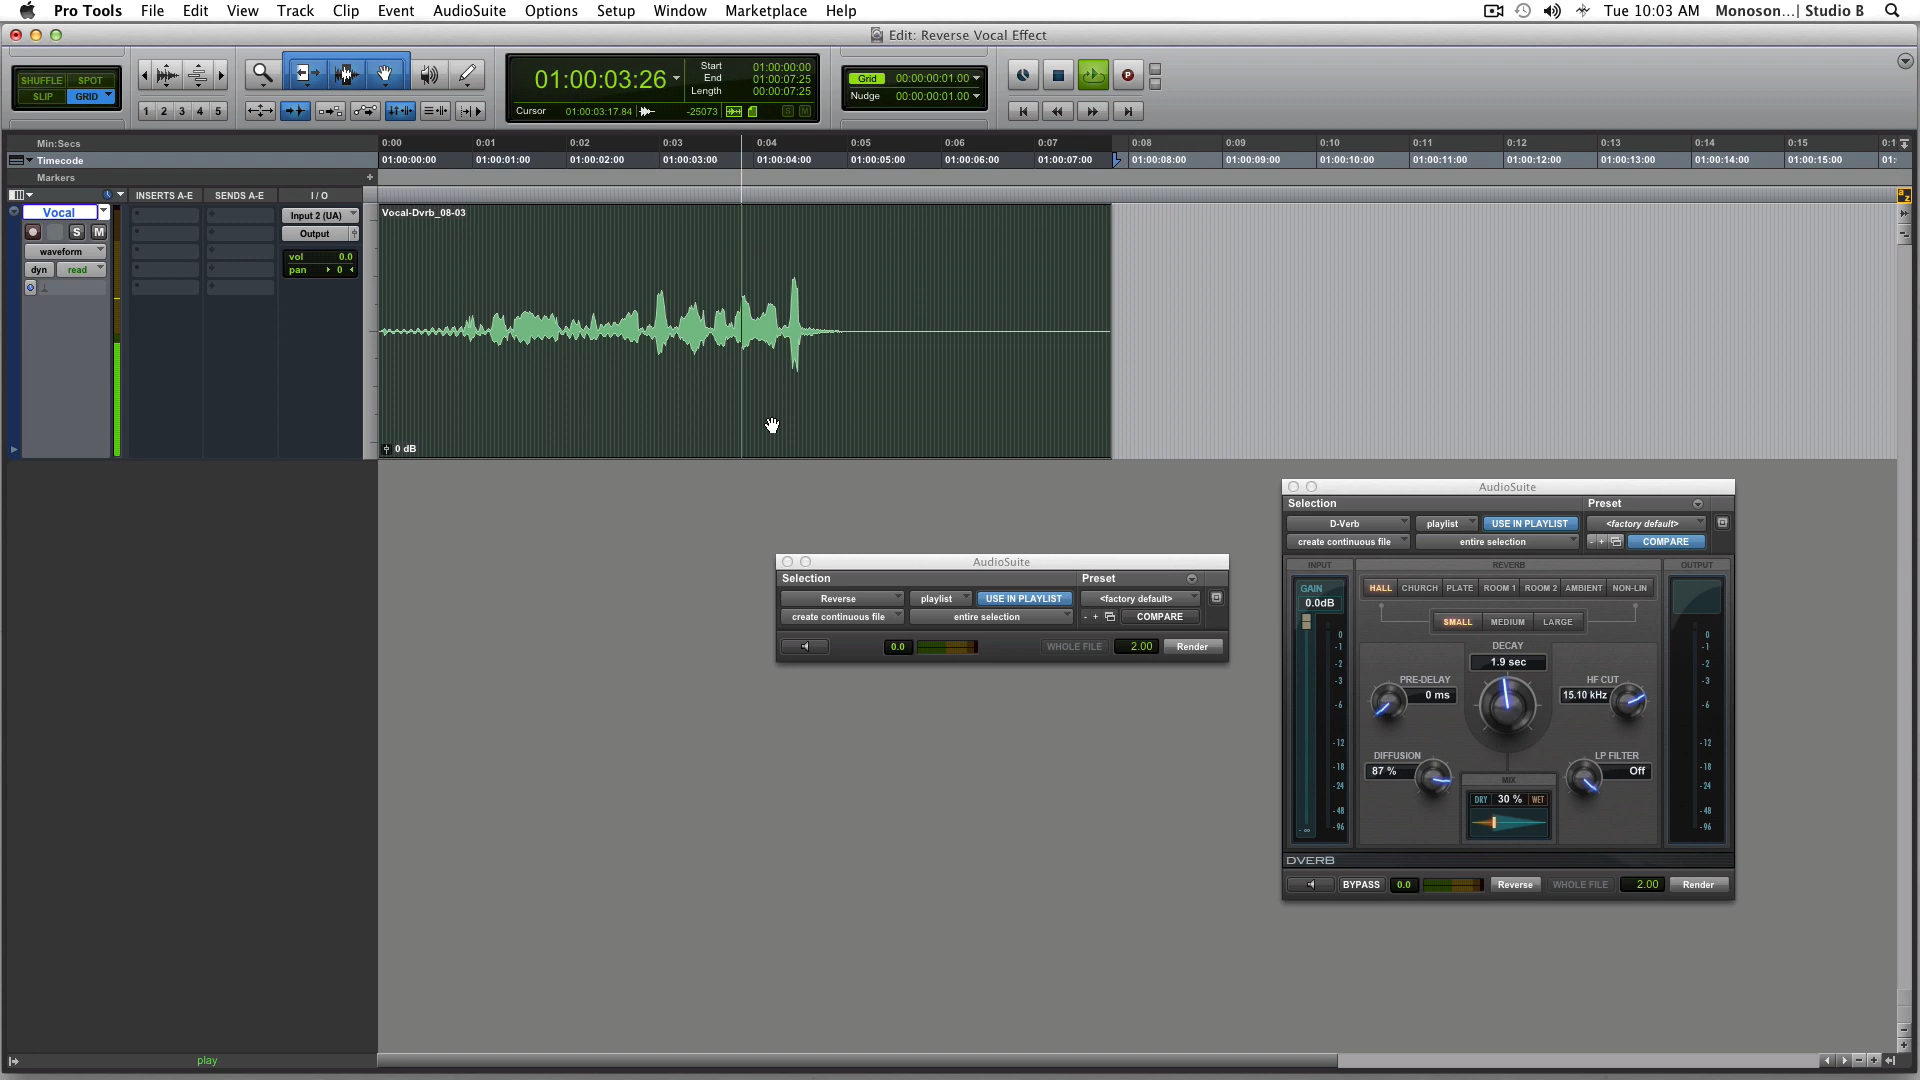 Pro Tools File Edit View Track Clip Event AudioSuite Options Setup Window Marketplace Help Tue 10:03 AM Monoson...| Studio B
Edit: Reverse Vocal Effect
SHUFFLE SPOT
SLIP GRID
1 2 3 4 5
01:00:03:26
Start 01:00:00:00
End 01:00:07:25
Length 00:00:07:25
Cursor 01:00:03:17.84 -25073 S M
Grid 00:00:00:01.00
Nudge 00:00:00:01.00
P
Min:Secs 0:00 0:01 0:02 0:03 0:04 0:05 0:06 0:07 0:08 0:09 0:10 0:11 0:12 0:13 0:14 0:15 0:1
Timecode 01:00:00:00 01:00:01:00 01:00:02:00 01:00:03:00 01:00:04:00 01:00:05:00 01:00:06:00 01:00:07:00 01:00:08:00 01:00:09:00 01:00:10:00 01:00:11:00 01:00:12:00 01:00:13:00 01:00:14:00 01:00:15:00 01:
Markers +
INSERTS A-E SENDS A-E I / O
a z
Vocal
S M
waveform
dyn read
Input 2 (UA)
Output
vol 0.0
pan 0
Vocal-Dvrb_08-03
0 dB
AudioSuite
Selection Preset
Reverse playlist USE IN PLAYLIST <factory default>
create continuous file entire selection - + COMPARE
0.0 WHOLE FILE 2.00 Render
AudioSuite
Selection Preset
D-Verb playlist USE IN PLAYLIST <factory default>
create continuous file entire selection - + COMPARE
INPUT REVERB OUTPUT
GAIN
0.0dB
HALL CHURCH PLATE ROOM 1 ROOM 2 AMBIENT NON-LIN
SMALL MEDIUM LARGE
0 -1 -2 -3 -6 -12 -18 -24 -48 -96
-∞
DECAY
1.9 sec
PRE-DELAY
0 ms
HF CUT
15.10 kHz
DIFFUSION
87 %
LP FILTER
Off
MIX
DRY 30 % WET
0 -1 -2 -3 -6 -12 -18 -24 -48 -96
DVERB
BYPASS 0.0 Reverse WHOLE FILE 2.00 Render
play